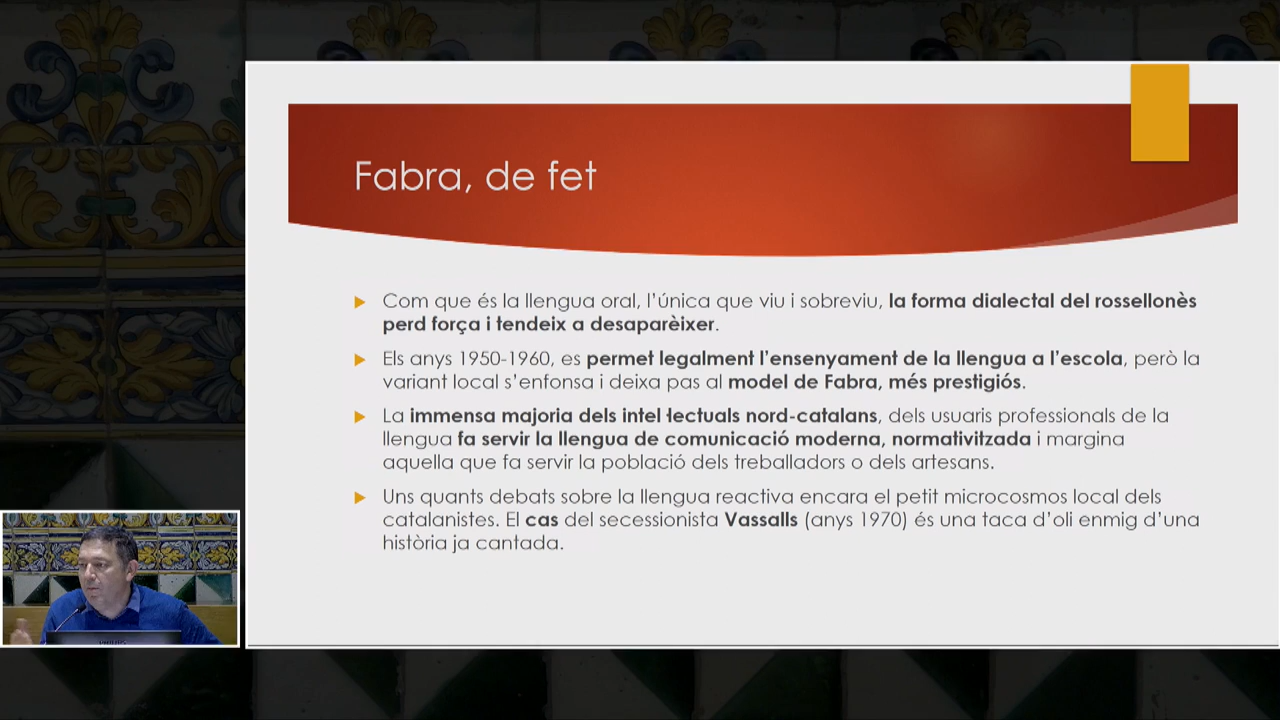 Fabra, de fet
Com que és la llengua oral, l'única que viu i sobreviu, la forma dialectal del rossellonès
perd força i tendeix a desaparèixer.
Els anys 1950-1960, es permet legalment l'ensenyament de la llengua a l'escola, però la
variant local s'enfonsa i deixa pas al model de Fabra, més prestigiós.
La immensa majoria dels intel·lectuals nord-catalans, dels usuaris professionals de la
llengua fa servir la llengua de comunicació moderna, normativitzada i margina
aquella que fa servir la població dels treballadors o dels artesans.
Uns quants debats sobre la llengua reactiva encara el petit microcosmos local dels
catalanistes. El cas del secessionista Vassalls (anys 1970) és una taca d'oli enmig d'una
història ja cantada.